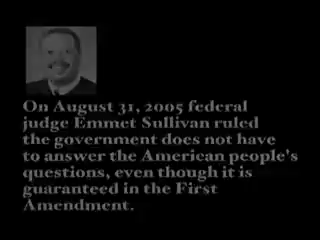 On August 31, 2005 federal
judge Emmet Sullivan ruled
the government does not have
to answer the American people's
questions, even though it is
guaranteed in the First
Amendment.